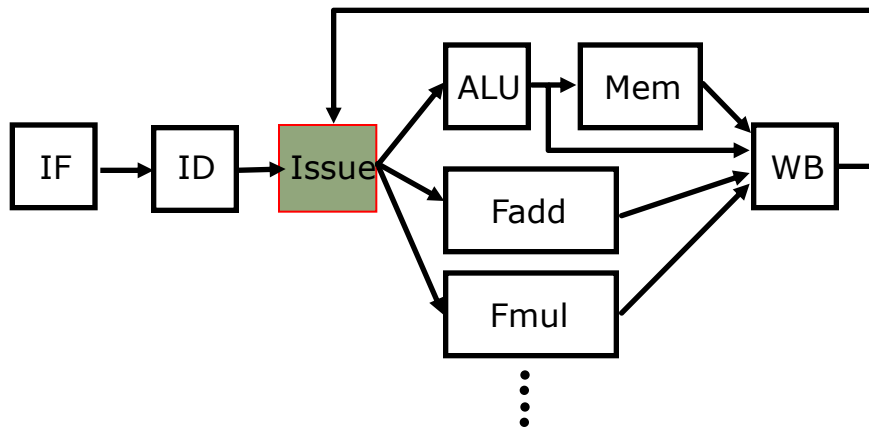 IF
ID
Issue
ALU
Mem
Fadd
Fmul
WB